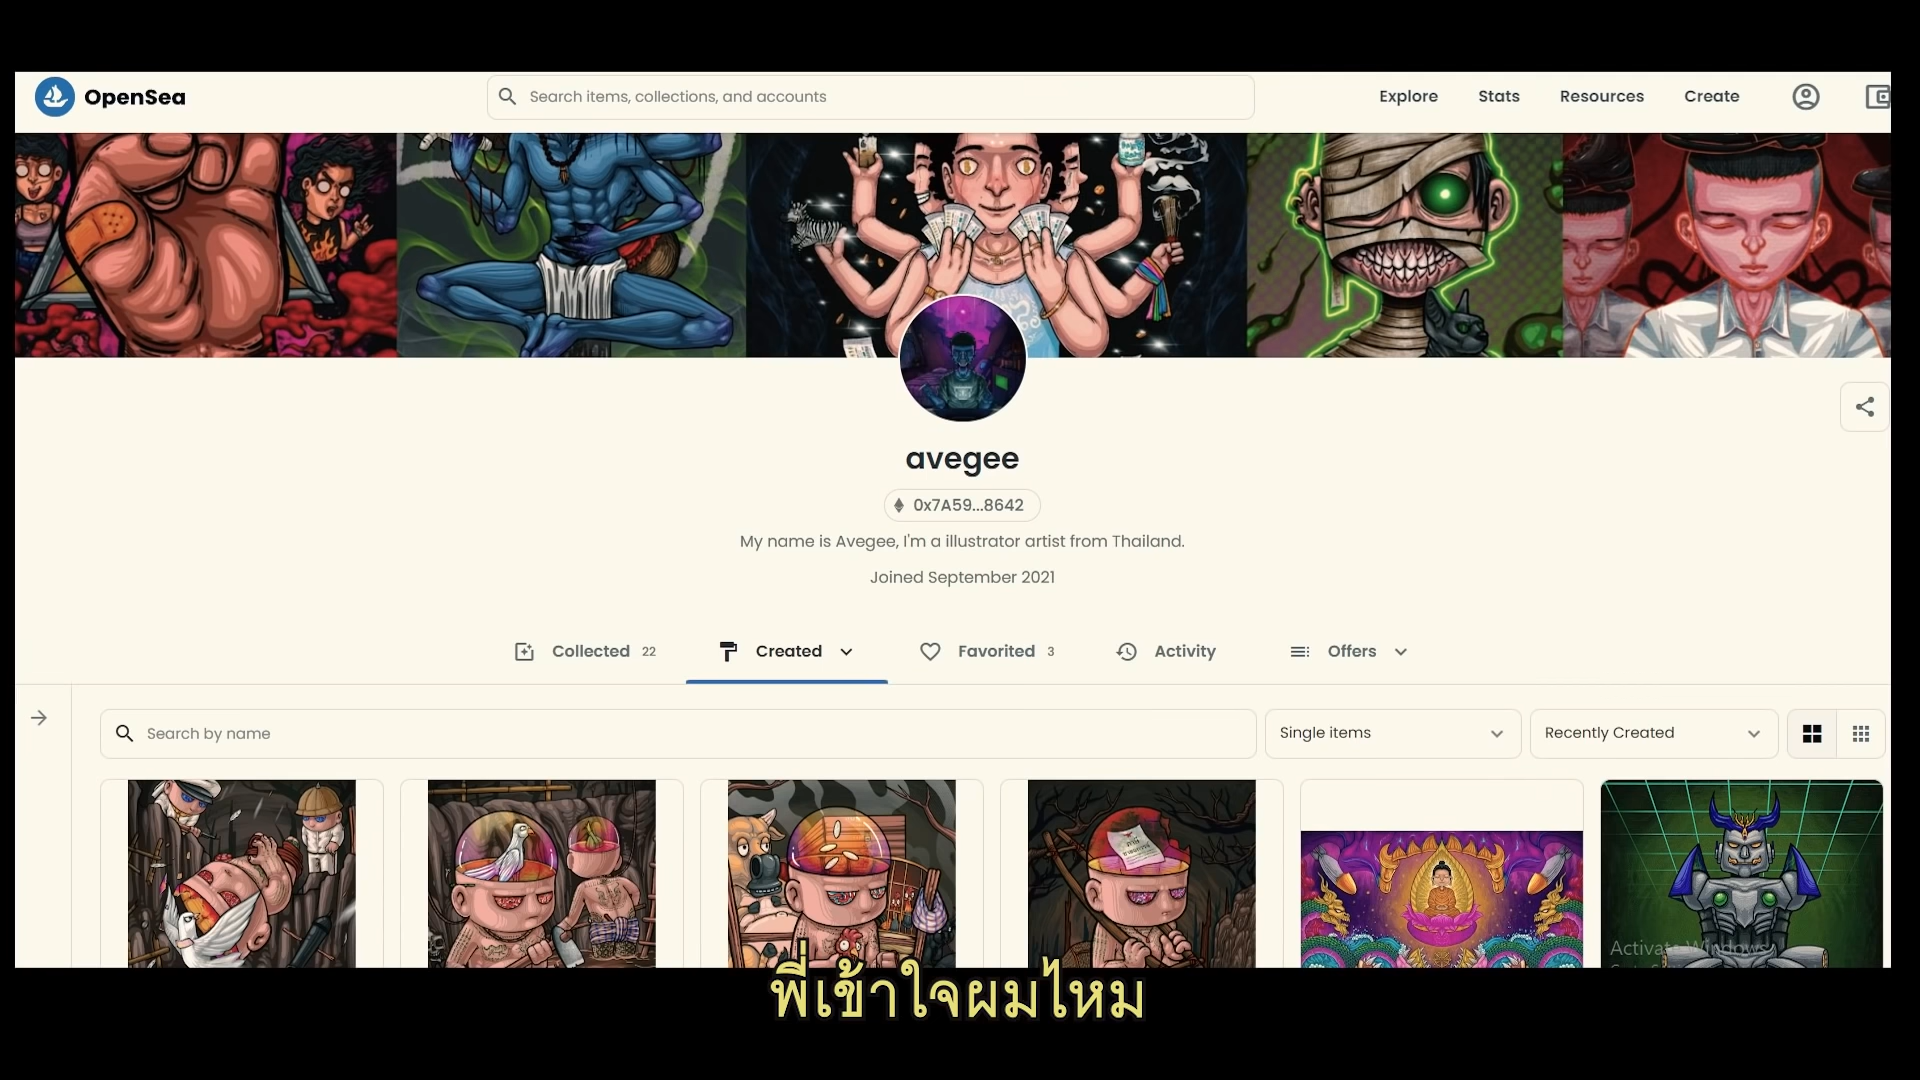 OpenSea
Search items, collections, and accounts
Explore
Stats
Resources
Create
avegee
0x7A59...8642
My name is Avegee, I'm a illustrator artist from Thailand.
Joined September 2021
Collected 22
Created
Favorited 3
Activity
Offers
Search by name
Single items
Recently Created
Activate Windows
พี่เข้าใจผมไหม